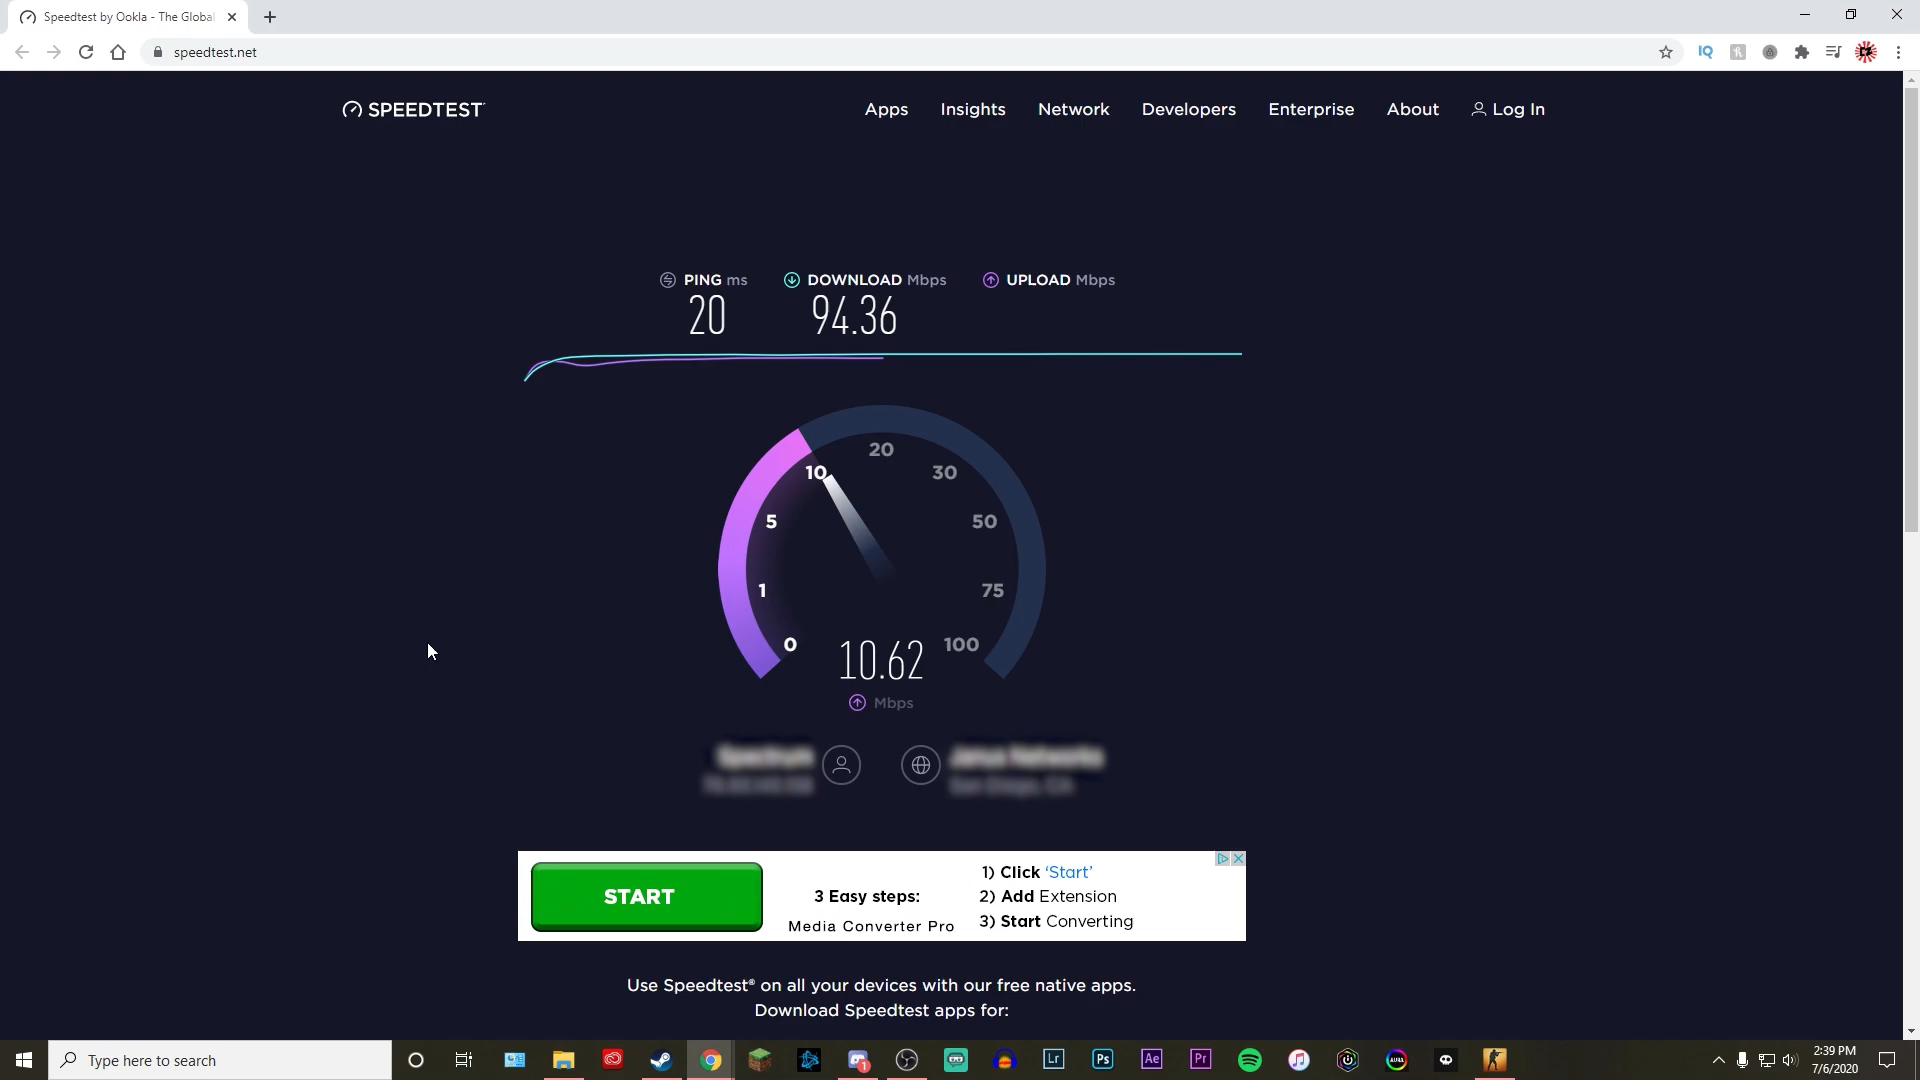 Speedtest by Ookla - The Global
speedtest.net
IQ
SPEEDTEST
Apps
Insights
Network
Developers
Enterprise
About
Log In
PING ms
DOWNLOAD Mbps
UPLOAD Mbps
20
94.36
20
10
30
5
50
1
75
0
100
10.62
Mbps
START
3 Easy steps:
Media Converter Pro
1) Click ‘Start’
2) Add Extension
3) Start Converting
Use Speedtest® on all your devices with our free native apps.
Download Speedtest apps for:
Type here to search
1
Lr
Ps
Ae
Pr
2:39 PM
7/6/2020